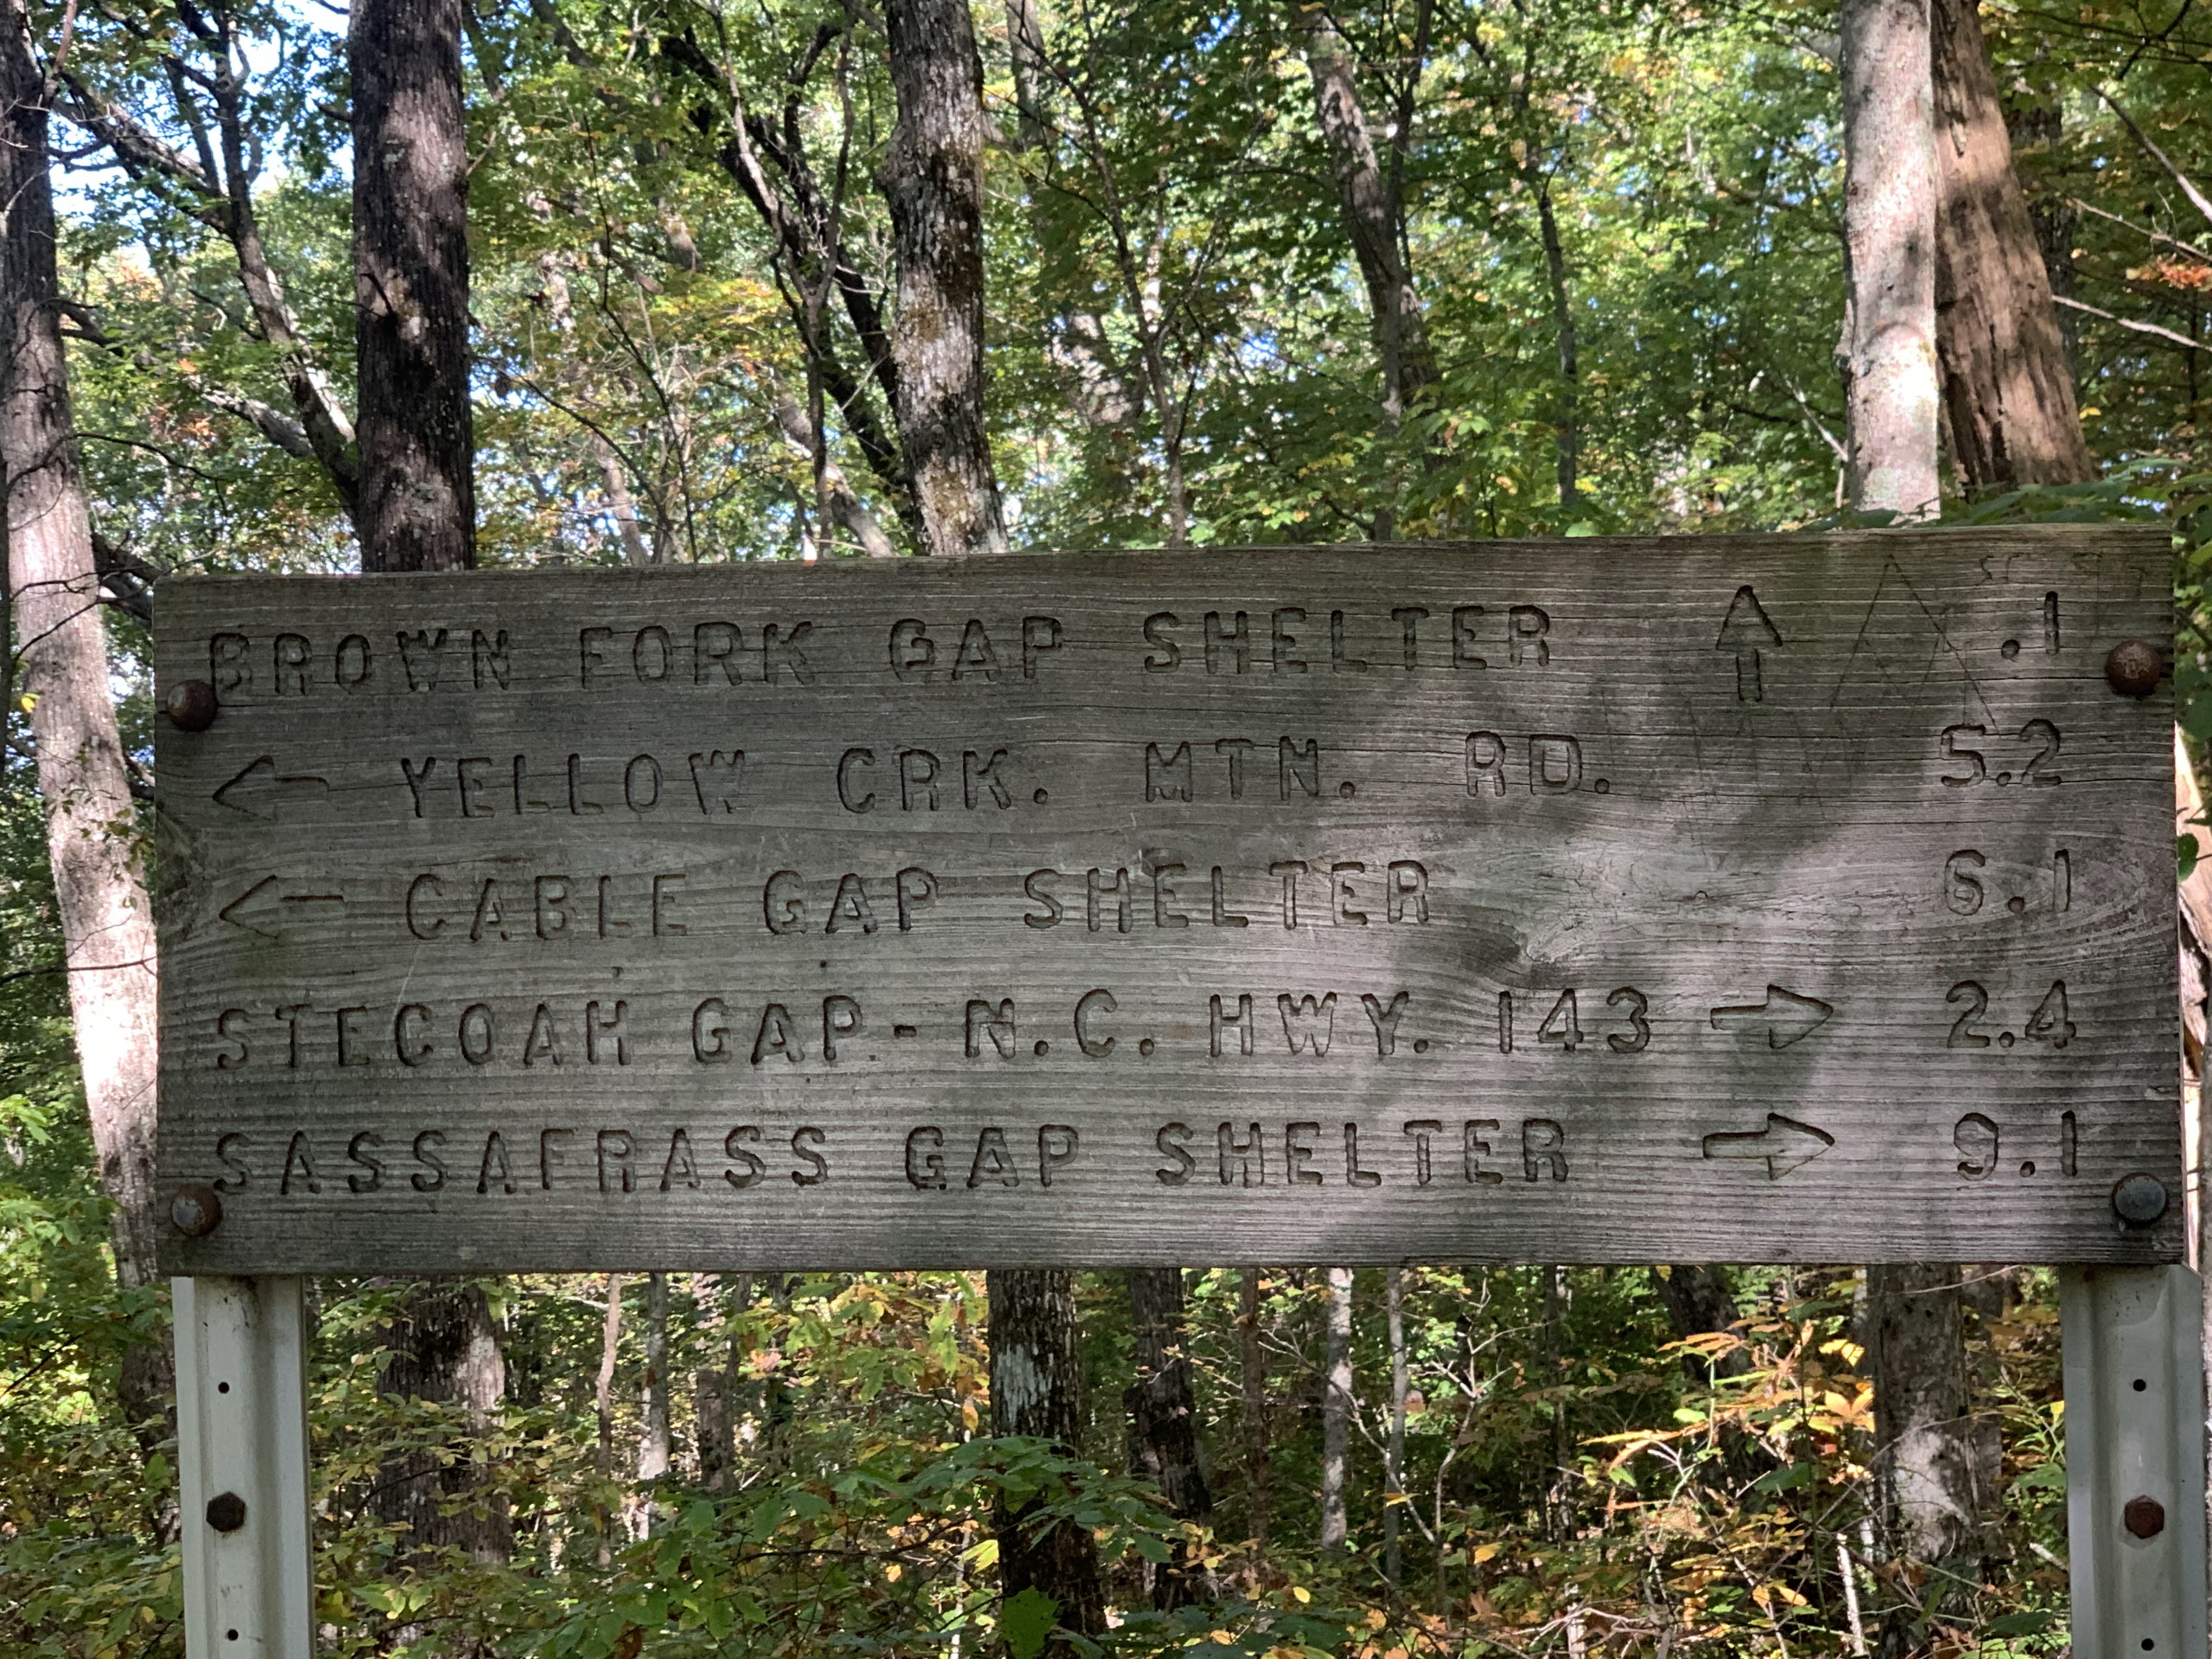 BROWN FORK GAP SHELTER ↑ .1
← YELLOW CRK. MTN. RD. 5.2
← CABLE GAP SHELTER 6.1
STECOAH GAP - N.C. HWY. 143 → 2.4
SASSAFRASS GAP SHELTER → 9.1